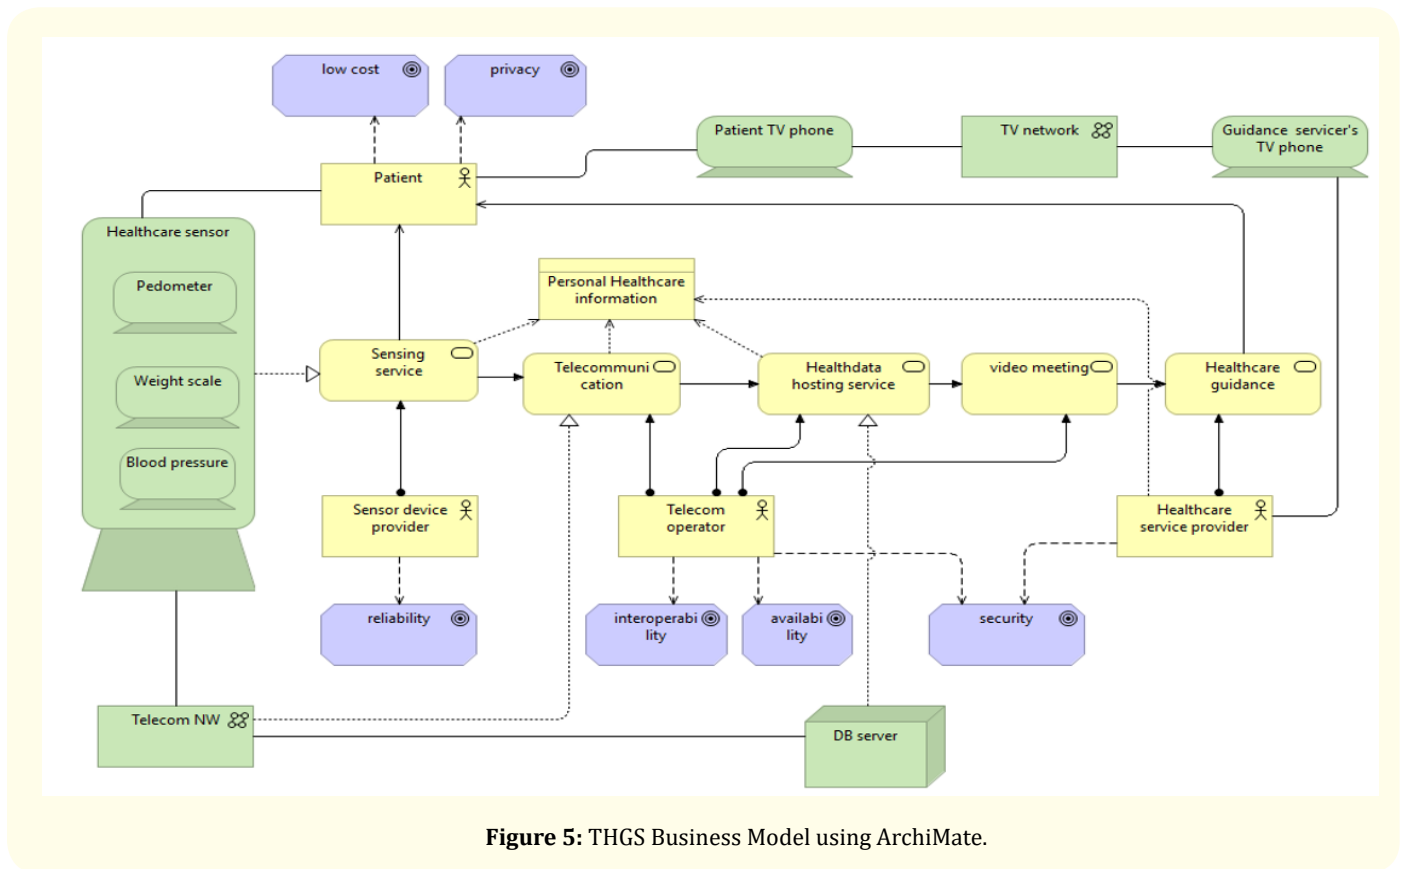 low cost
privacy
Patient TV phone
TV network
Guidance servicer's
TV phone
Patient
Healthcare sensor
Pedometer
Weight scale
Blood pressure
Personal Healthcare
information
Sensing
service
Telecommuni
cation
Healthdata
hosting service
video meeting
Healthcare
guidance
Sensor device
provider
Telecom
operator
Healthcare
service provider
reliability
interoperabi
lity
availabi
lity
security
Telecom NW
DB server
Figure 5: THGS Business Model using ArchiMate.